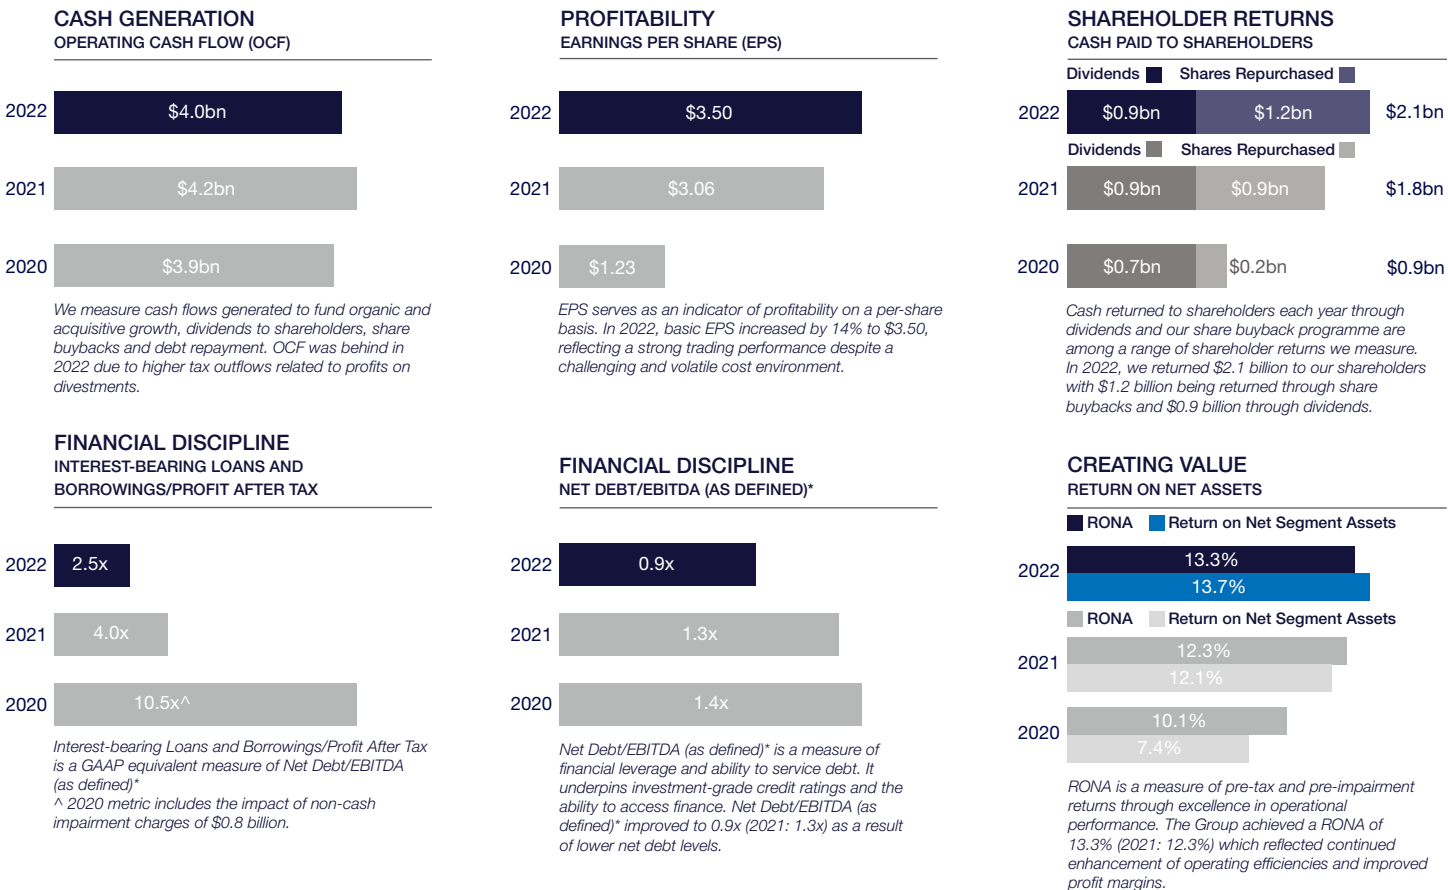 CASH GENERATION
OPERATING CASH FLOW (OCF)
2022 $4.0bn
2021 $4.2bn
2020 $3.9bn
We measure cash flows generated to fund organic and
acquisitive growth, dividends to shareholders, share
buybacks and debt repayment. OCF was behind in
2022 due to higher tax outflows related to profits on
divestments.
PROFITABILITY
EARNINGS PER SHARE (EPS)
2022 $3.50
2021 $3.06
2020 $1.23
EPS serves as an indicator of profitability on a per-share
basis. In 2022, basic EPS increased by 14% to $3.50,
reflecting a strong trading performance despite a
challenging and volatile cost environment.
SHAREHOLDER RETURNS
CASH PAID TO SHAREHOLDERS
Dividends Shares Repurchased
2022 $0.9bn $1.2bn $2.1bn
Dividends Shares Repurchased
2021 $0.9bn $0.9bn $1.8bn
2020 $0.7bn $0.2bn $0.9bn
Cash returned to shareholders each year through
dividends and our share buyback programme are
among a range of shareholder returns we measure.
In 2022, we returned $2.1 billion to our shareholders
with $1.2 billion being returned through share
buybacks and $0.9 billion through dividends.
FINANCIAL DISCIPLINE
INTEREST-BEARING LOANS AND
BORROWINGS/PROFIT AFTER TAX
2022 2.5x
2021 4.0x
2020 10.5x^
Interest-bearing Loans and Borrowings/Profit After Tax
is a GAAP equivalent measure of Net Debt/EBITDA
(as defined)*
^ 2020 metric includes the impact of non-cash
impairment charges of $0.8 billion.
FINANCIAL DISCIPLINE
NET DEBT/EBITDA (AS DEFINED)*
2022 0.9x
2021 1.3x
2020 1.4x
Net Debt/EBITDA (as defined)* is a measure of
financial leverage and ability to service debt. It
underpins investment-grade credit ratings and the
ability to access finance. Net Debt/EBITDA (as
defined)* improved to 0.9x (2021: 1.3x) as a result
of lower net debt levels.
CREATING VALUE
RETURN ON NET ASSETS
RONA Return on Net Segment Assets
2022 13.3%
13.7%
RONA Return on Net Segment Assets
2021 12.3%
12.1%
2020 10.1%
7.4%
RONA is a measure of pre-tax and pre-impairment
returns through excellence in operational
performance. The Group achieved a RONA of
13.3% (2021: 12.3%) which reflected continued
enhancement of operating efficiencies and improved
profit margins.